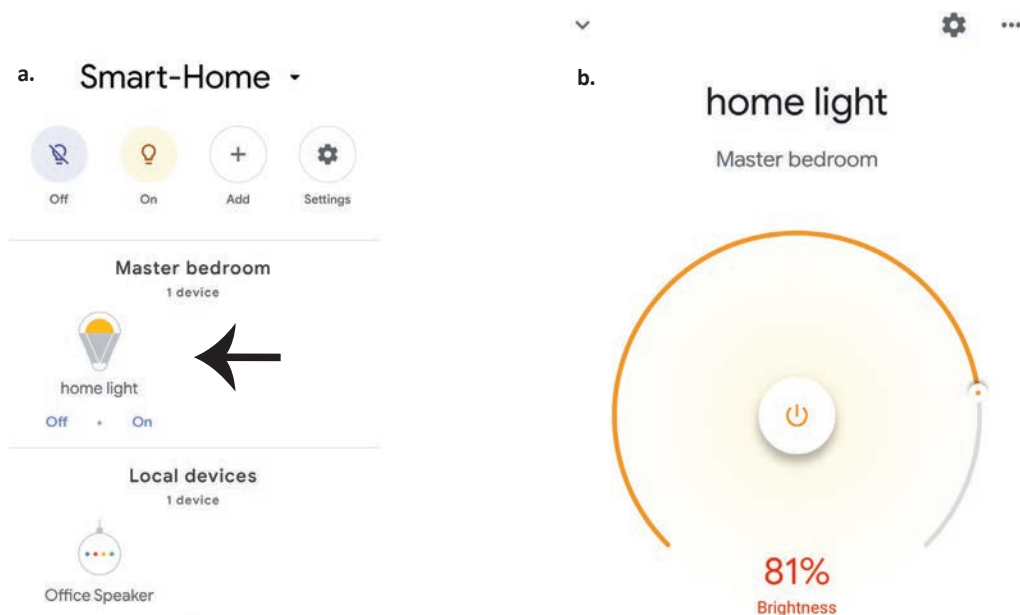 a.
Smart-Home
Off On Add Settings
Master bedroom
1 device
home light
Off • On
Local devices
1 device
Office Speaker
b.
home light
Master bedroom
81%
Brightness